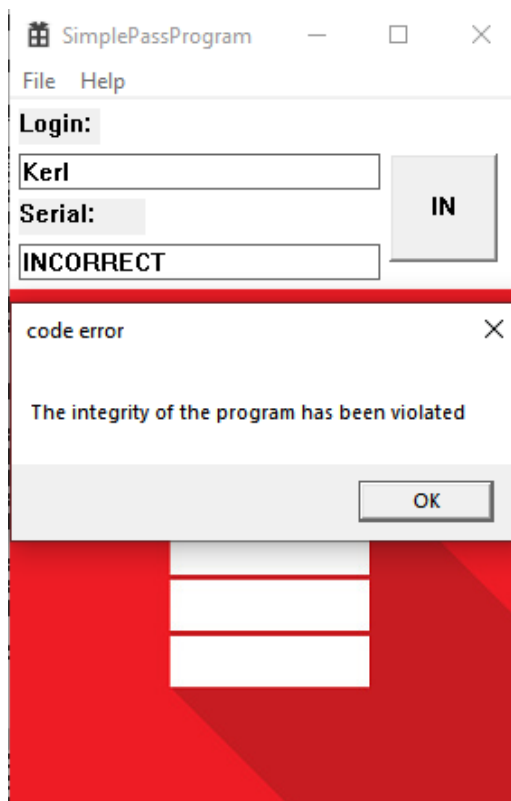 SimplePassProgram
File Help
Login:
Kerl
IN
Serial:
INCORRECT
code error
The integrity of the program has been violated
OK